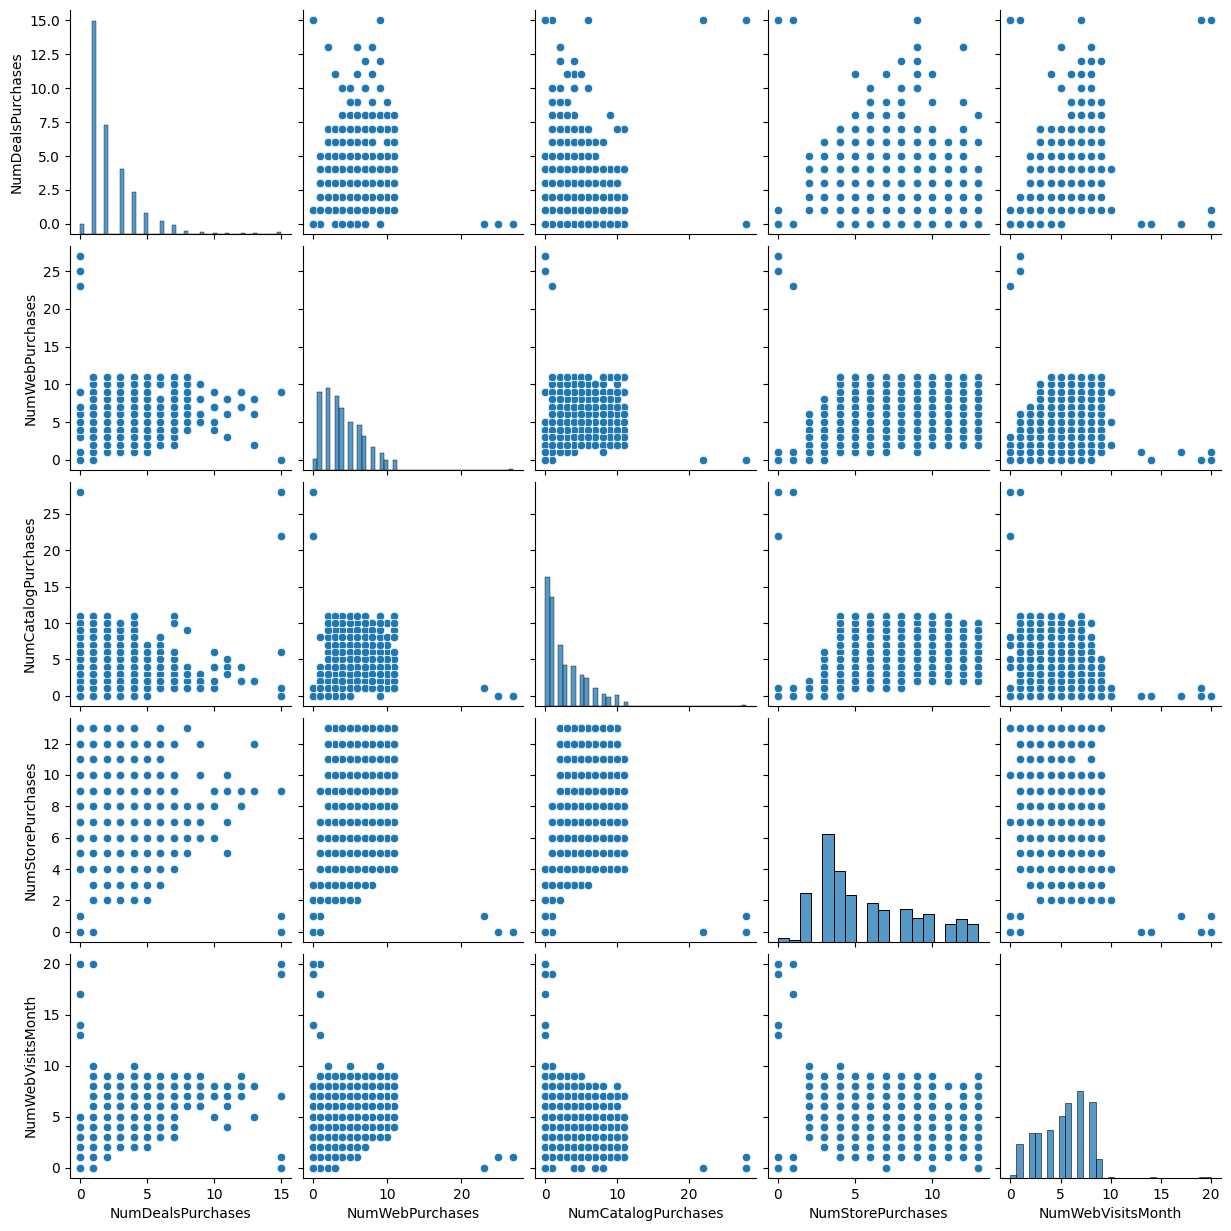 15.0
12.5
10.0
7.5
5.0
2.5
0.0
NumDealsPurchases
25
20
15
10
5
0
NumWebPurchases
25
20
15
10
5
0
NumCatalogPurchases
12
10
8
6
4
2
0
NumStorePurchases
20
15
10
5
0
NumWebVisitsMonth
0 5 10 15
0 10 20
0 10 20
0 5 10
0 5 10 15 20
NumDealsPurchases
NumWebPurchases
NumCatalogPurchases
NumStorePurchases
NumWebVisitsMonth